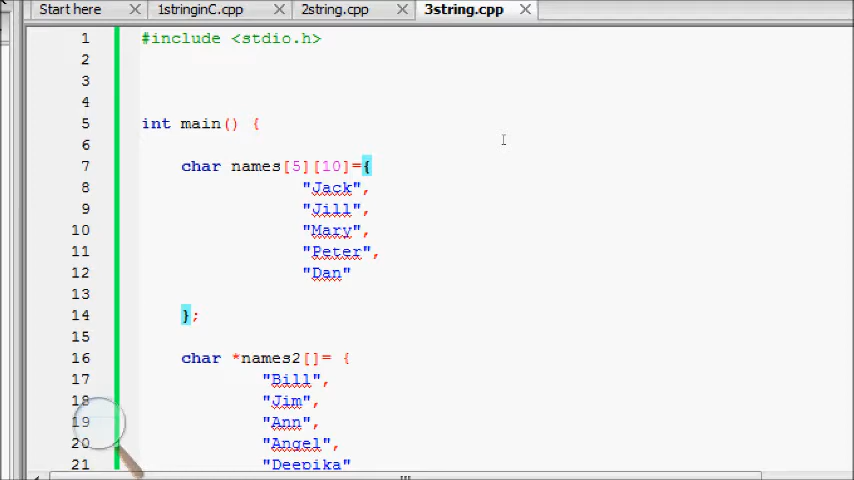 Start here 1stringinC.cpp 2string.cpp 3string.cpp
1 #include <stdio.h>
2
3
4
5 int main() {
6
7 char names[5][10]={
8 "Jack",
9 "Jill",
10 "Mary",
11 "Peter",
12 "Dan"
13
14 };
15
16 char *names2[]= {
17 "Bill",
18 "Jim",
19 "Ann",
20 "Angel",
21 "Deepika"